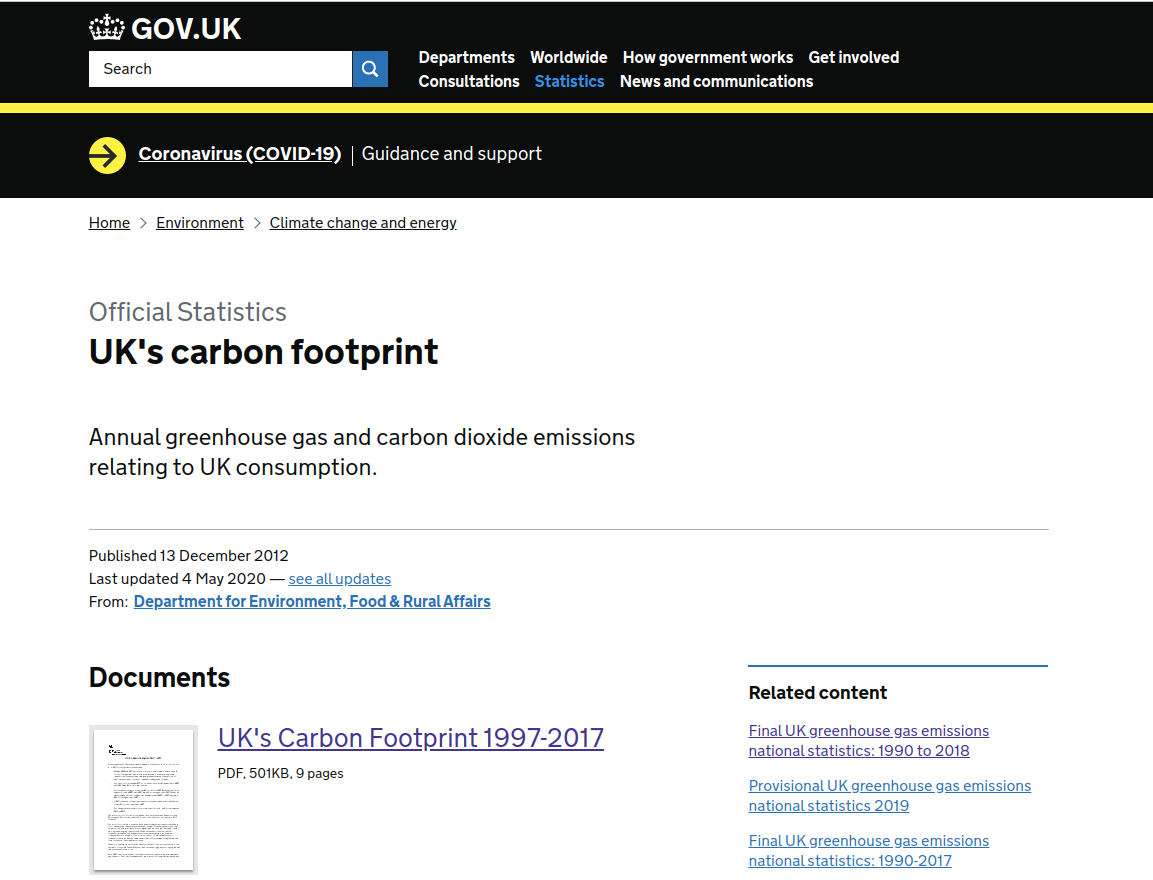 GOV.UK
Search
Departments Worldwide How government works Get involved
Consultations Statistics News and communications
Coronavirus (COVID-19) | Guidance and support
Home > Environment > Climate change and energy
Official Statistics
UK's carbon footprint
Annual greenhouse gas and carbon dioxide emissions
relating to UK consumption.
Published 13 December 2012
Last updated 4 May 2020 — see all updates
From: Department for Environment, Food & Rural Affairs
Documents
UK's Carbon Footprint 1997-2017
PDF, 501KB, 9 pages
Related content
Final UK greenhouse gas emissions
national statistics: 1990 to 2018
Provisional UK greenhouse gas emissions
national statistics 2019
Final UK greenhouse gas emissions
national statistics: 1990-2017